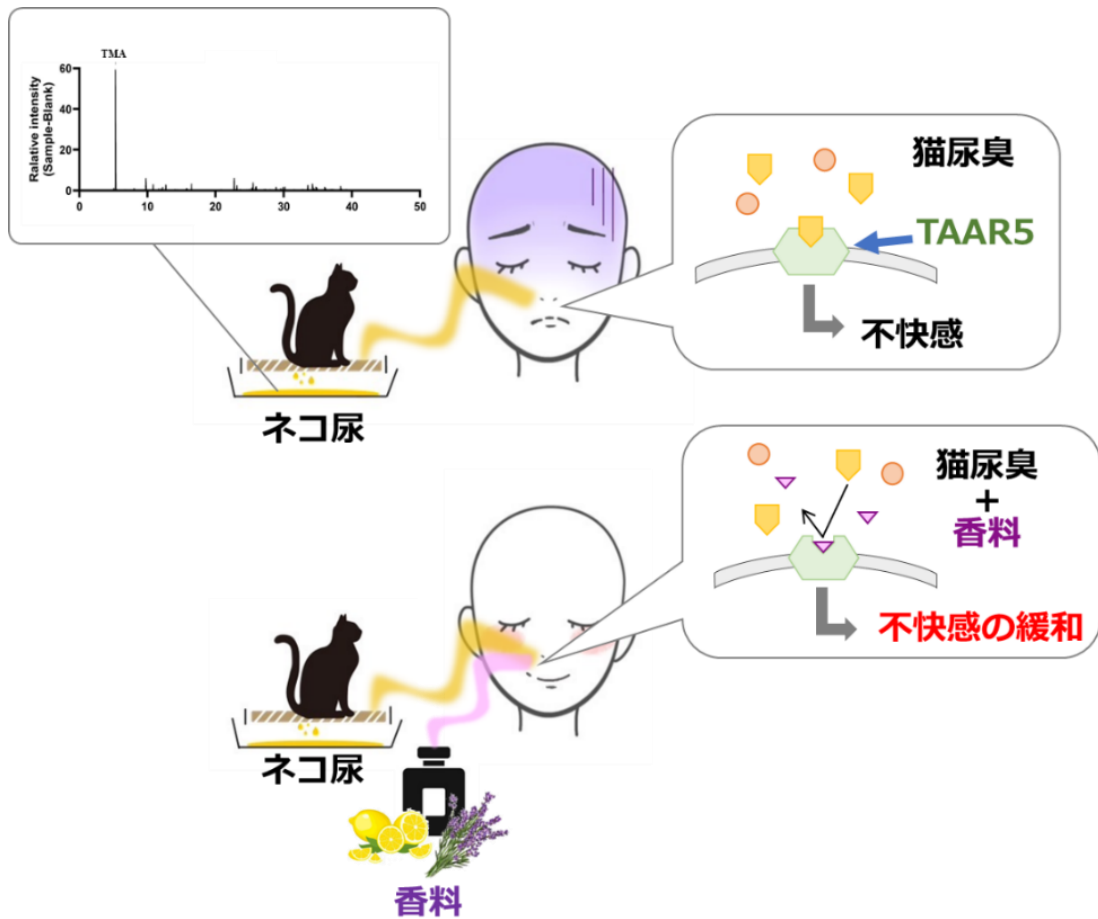 TMA
Ralative intensity
(Sample-Blank)
60
40
20
0
0 10 20 30 40 50
猫尿臭
TAAR5
不快感
ネコ尿
猫尿臭
+
香料
不快感の緩和
ネコ尿
香料